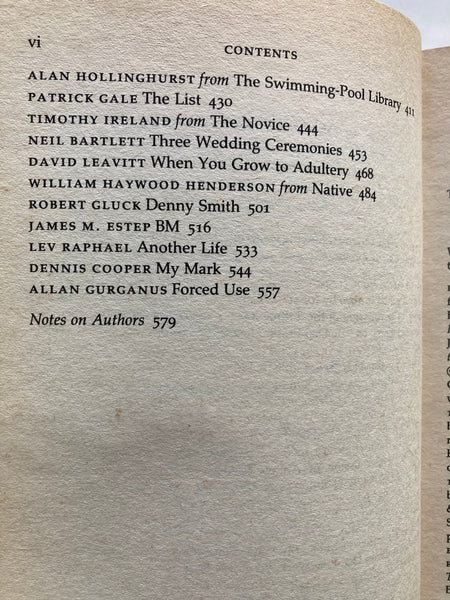 vi
CONTENTS
ALAN HOLLINGHURST from The Swimming-Pool Library 411
PATRICK GALE The List 430
TIMOTHY IRELAND from The Novice 444
NEIL BARTLETT Three Wedding Ceremonies 453
DAVID LEAVITT When You Grow to Adultery 468
WILLIAM HAYWOOD HENDERSON from Native 484
ROBERT GLUCK Denny Smith 501
JAMES M. ESTEP BM 516
LEV RAPHAEL Another Life 533
DENNIS COOPER My Mark 544
ALLAN GURGANUS Forced Use 557
Notes on Authors 579